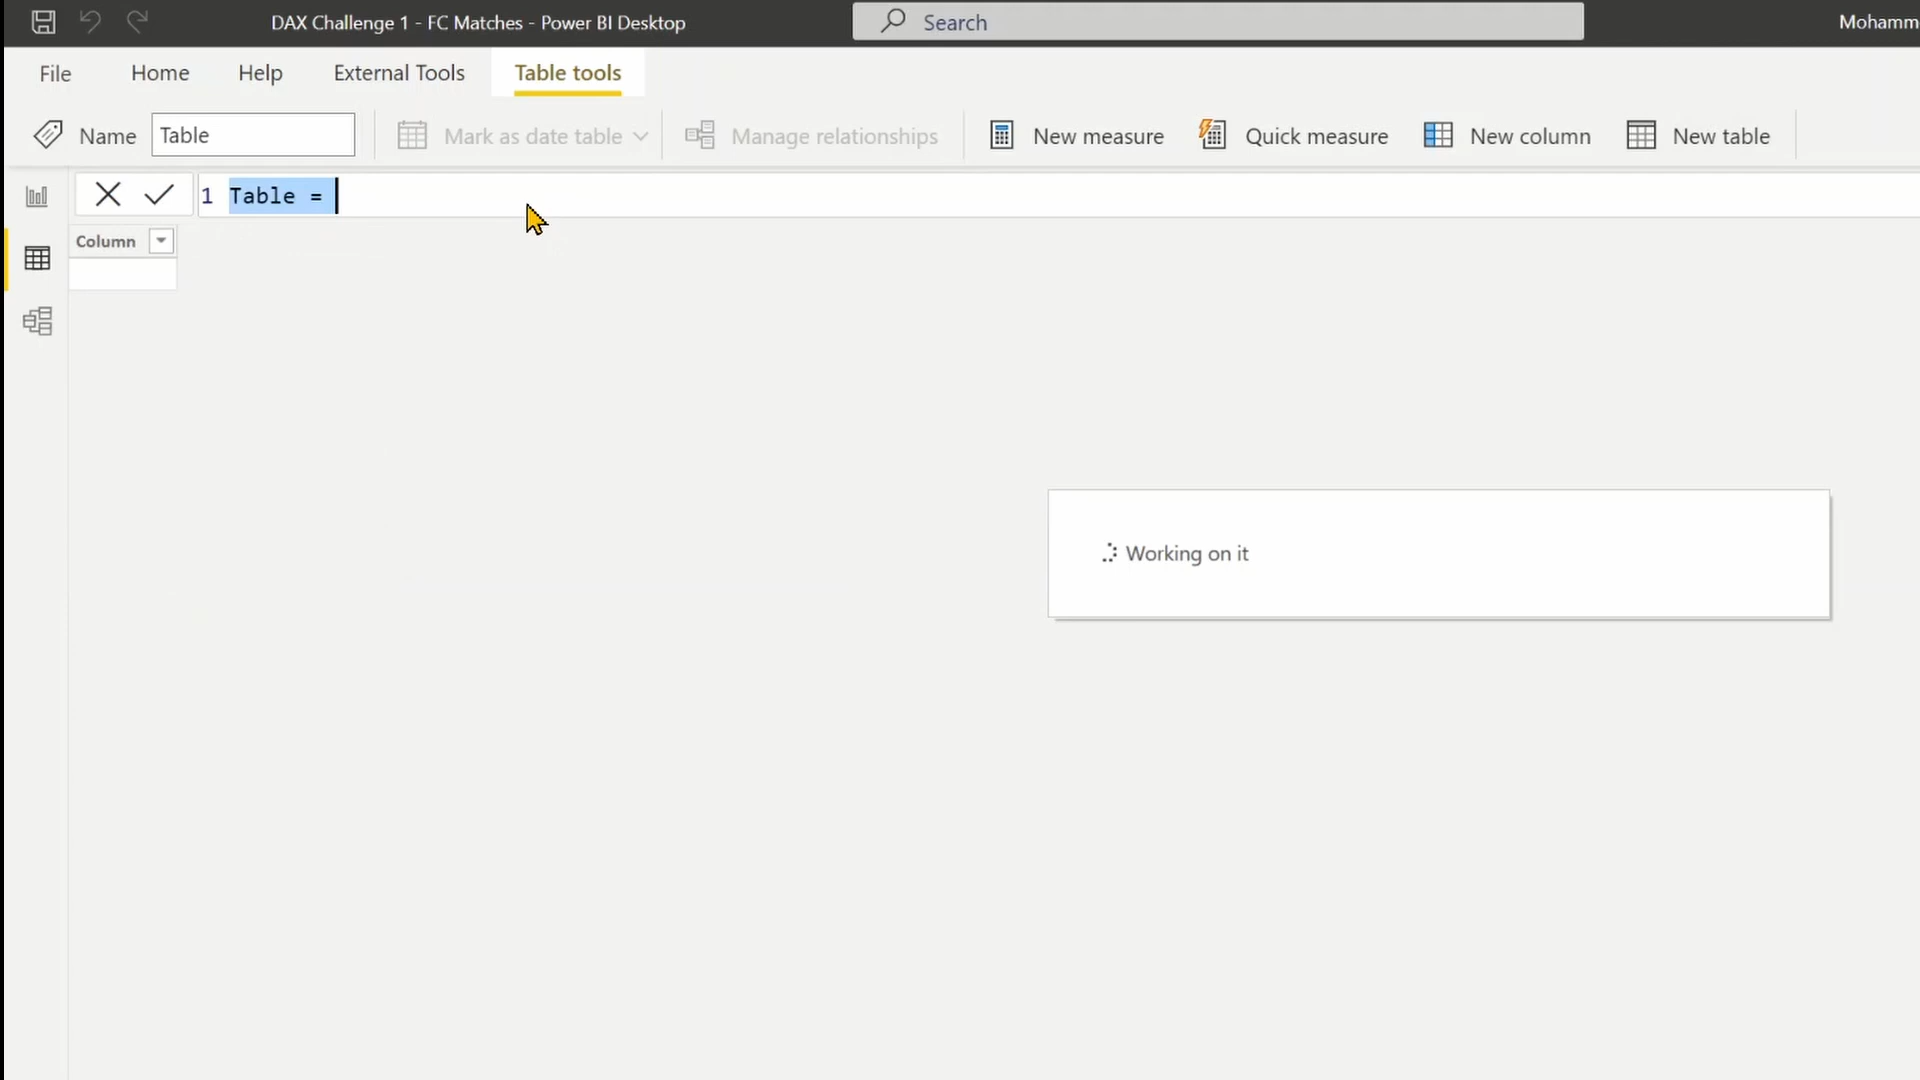 DAX Challenge 1 - FC Matches - Power BI Desktop
Search
Mohamm
File
Home
Help
External Tools
Table tools
Name
Table
Mark as date table
Manage relationships
New measure
Quick measure
New column
New table
1 Table =
Column
Working on it